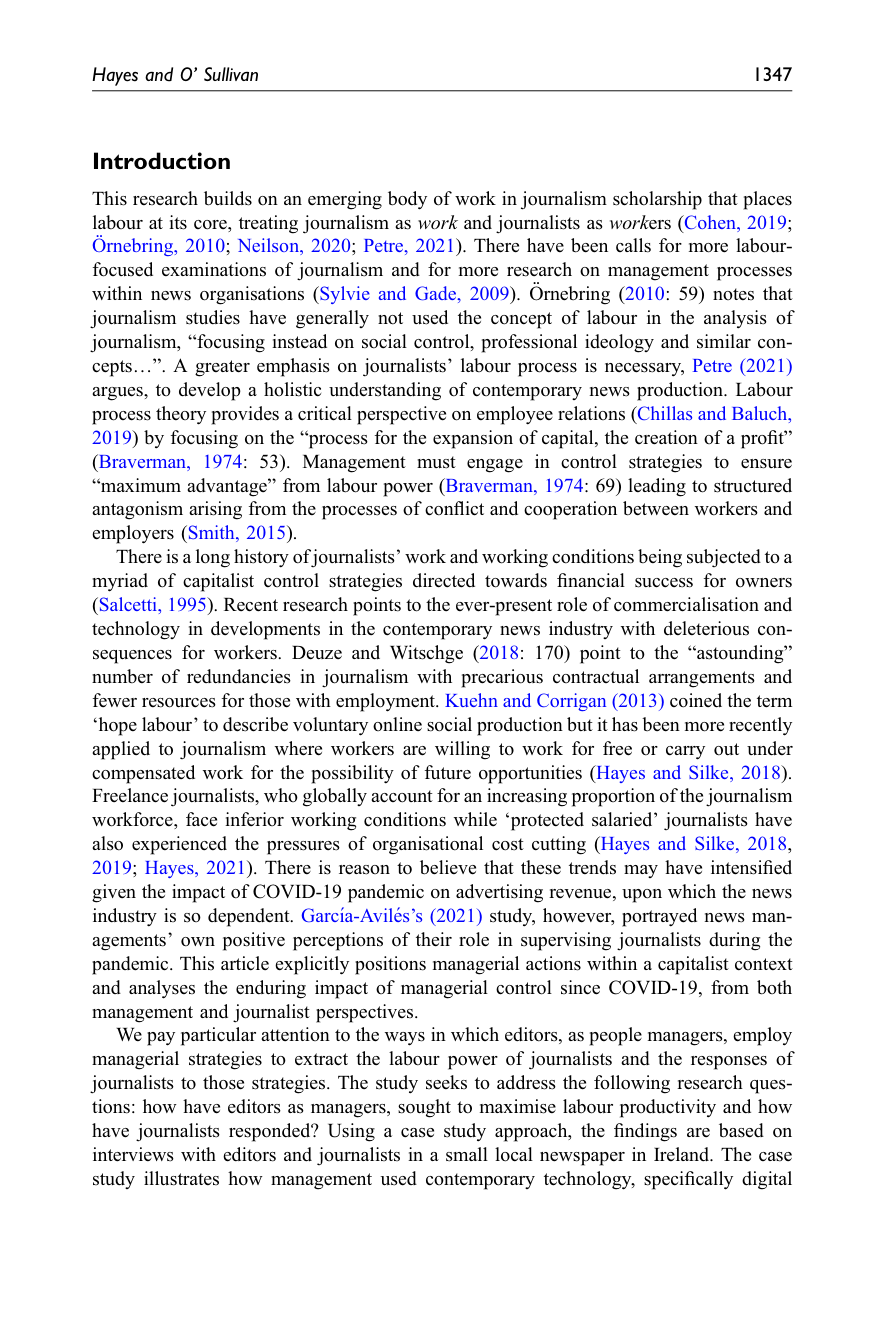 Hayes and O’ Sullivan 1347
Introduction
This research builds on an emerging body of work in journalism scholarship that places
labour at its core, treating journalism as work and journalists as workers (Cohen, 2019;
Örnebring, 2010; Neilson, 2020; Petre, 2021). There have been calls for more labour-
focused examinations of journalism and for more research on management processes
within news organisations (Sylvie and Gade, 2009). Örnebring (2010: 59) notes that
journalism studies have generally not used the concept of labour in the analysis of
journalism, “focusing instead on social control, professional ideology and similar con-
cepts…”. A greater emphasis on journalists’ labour process is necessary, Petre (2021)
argues, to develop a holistic understanding of contemporary news production. Labour
process theory provides a critical perspective on employee relations (Chillas and Baluch,
2019) by focusing on the “process for the expansion of capital, the creation of a profit”
(Braverman, 1974: 53). Management must engage in control strategies to ensure
“maximum advantage” from labour power (Braverman, 1974: 69) leading to structured
antagonism arising from the processes of conflict and cooperation between workers and
employers (Smith, 2015).
There is a long history of journalists’ work and working conditions being subjected to a
myriad of capitalist control strategies directed towards financial success for owners
(Salcetti, 1995). Recent research points to the ever-present role of commercialisation and
technology in developments in the contemporary news industry with deleterious con-
sequences for workers. Deuze and Witschge (2018: 170) point to the “astounding”
number of redundancies in journalism with precarious contractual arrangements and
fewer resources for those with employment. Kuehn and Corrigan (2013) coined the term
‘hope labour’ to describe voluntary online social production but it has been more recently
applied to journalism where workers are willing to work for free or carry out under
compensated work for the possibility of future opportunities (Hayes and Silke, 2018).
Freelance journalists, who globally account for an increasing proportion of the journalism
workforce, face inferior working conditions while ‘protected salaried’ journalists have
also experienced the pressures of organisational cost cutting (Hayes and Silke, 2018,
2019; Hayes, 2021). There is reason to believe that these trends may have intensified
given the impact of COVID-19 pandemic on advertising revenue, upon which the news
industry is so dependent. García-Avilés’s (2021) study, however, portrayed news man-
agements’ own positive perceptions of their role in supervising journalists during the
pandemic. This article explicitly positions managerial actions within a capitalist context
and analyses the enduring impact of managerial control since COVID-19, from both
management and journalist perspectives.
We pay particular attention to the ways in which editors, as people managers, employ
managerial strategies to extract the labour power of journalists and the responses of
journalists to those strategies. The study seeks to address the following research ques-
tions: how have editors as managers, sought to maximise labour productivity and how
have journalists responded? Using a case study approach, the findings are based on
interviews with editors and journalists in a small local newspaper in Ireland. The case
study illustrates how management used contemporary technology, specifically digital